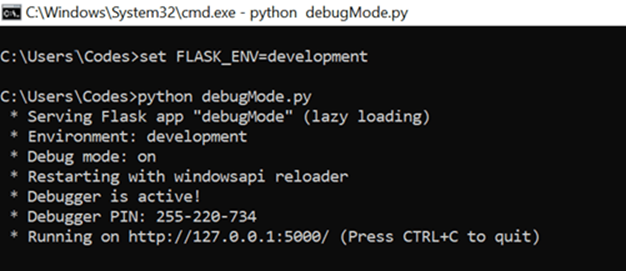 C:\Windows\System32\cmd.exe - python  debugMode.py
C:\Users\Codes>set FLASK_ENV=development
C:\Users\Codes>python debugMode.py
 * Serving Flask app "debugMode" (lazy loading)
 * Environment: development
 * Debug mode: on
 * Restarting with windowsapi reloader
 * Debugger is active!
 * Debugger PIN: 255-220-734
 * Running on http://127.0.0.1:5000/ (Press CTRL+C to quit)